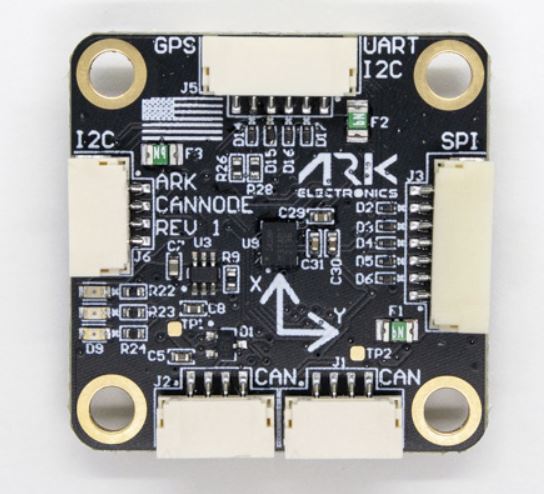 GPS
UART
I2C
J5
F2
I2C
F3
D15
D16
D17
SPI
R26
R28
ARK
ELECTRONICS
J3
ARK
CANNODE
REV 1
C29
D2
D3
D4
D5
D6
J6
C7
U3
R9
U9
C31
C30
X
Y
R22
R23
R24
D9
C8
TP1
D1
C5
F1
TP2
J2
CAN
J1
CAN